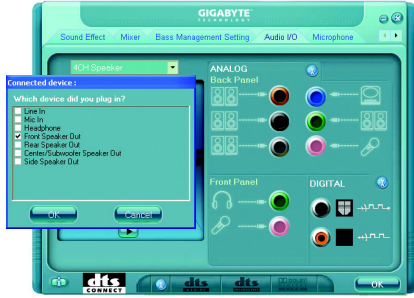 GIGABYTE
TECHNOLOGY
Sound Effect Mixer Bass Management Setting Audio I/O Microphone
4CH Speaker
ANALOG
Back Panel
Connected device :
Which device did you plug in?
Line In
Mic In
Headphone
Front Speaker Out
Rear Speaker Out
Center/Subwoofer Speaker Out
Side Speaker Out
OK Cancel
Front Panel
DIGITAL
dts
CONNECT
dts
dts
OK